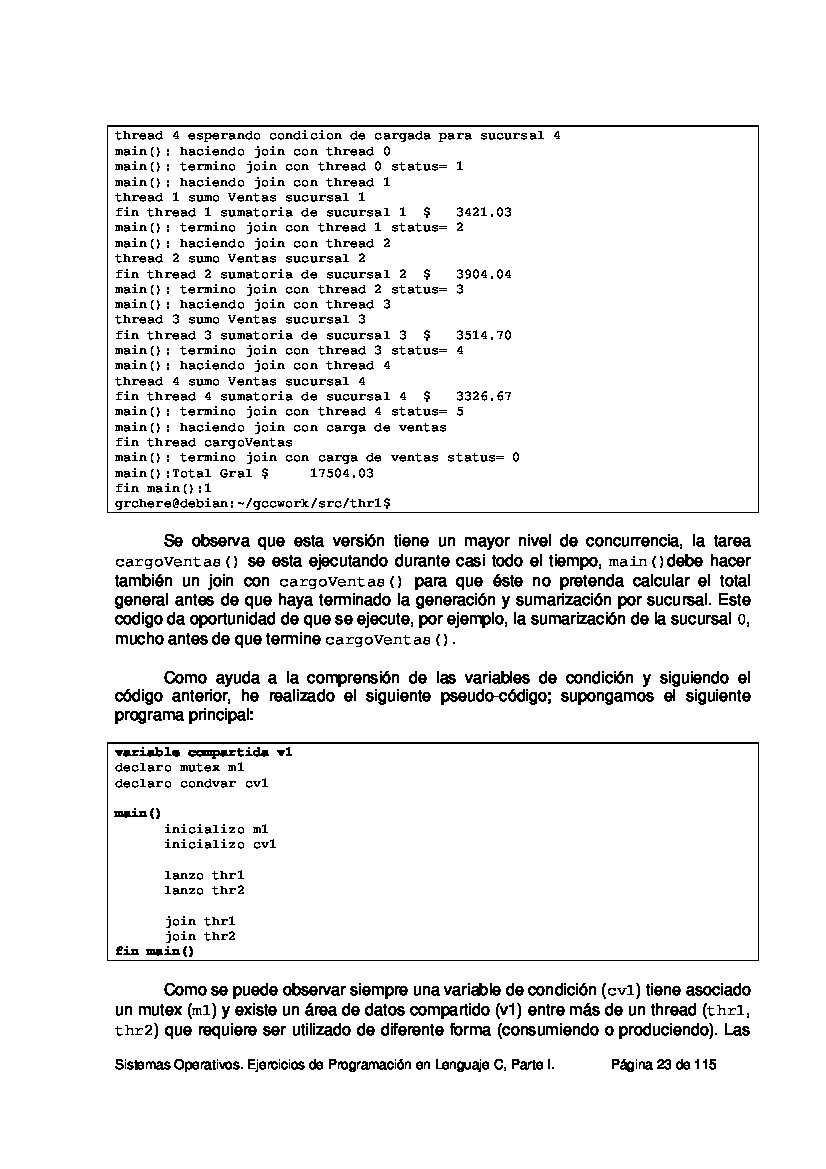 thread 4 esperando condicion de cargada para sucursal 4
main(): haciendo join con thread 0
main(): termino join con thread 0 status= 1
main(): haciendo join con thread 1
thread 1 sumo Ventas sucursal 1
fin thread 1 sumatoria de sucursal 1  $   3421.03
main(): termino join con thread 1 status= 2
main(): haciendo join con thread 2
thread 2 sumo Ventas sucursal 2
fin thread 2 sumatoria de sucursal 2  $   3904.04
main(): termino join con thread 2 status= 3
main(): haciendo join con thread 3
thread 3 sumo Ventas sucursal 3
fin thread 3 sumatoria de sucursal 3  $   3514.70
main(): termino join con thread 3 status= 4
main(): haciendo join con thread 4
thread 4 sumo Ventas sucursal 4
fin thread 4 sumatoria de sucursal 4  $   3326.67
main(): termino join con thread 4 status= 5
main(): haciendo join con carga de ventas
fin thread cargoVentas
main(): termino join con carga de ventas status= 0
main():Total Gral $     17504.03
fin main():1
grchere@debian:~/gccwork/src/thr1$
Se observa que esta versión tiene un mayor nivel de concurrencia, la tarea
cargoVentas() se esta ejecutando durante casi todo el tiempo, main()debe hacer
también un join con cargoVentas() para que éste no pretenda calcular el total
general antes de que haya terminado la generación y sumarización por sucursal. Este
codigo da oportunidad de que se ejecute, por ejemplo, la sumarización de la sucursal 0,
mucho antes de que termine cargoVentas().
Como ayuda a la comprensión de las variables de condición y siguiendo el
código anterior, he realizado el siguiente pseudo-código; supongamos el siguiente
programa principal:
variable compartida v1
declaro mutex m1
declaro condvar cv1
main()
inicializo m1
inicializo cv1
lanzo thr1
lanzo thr2
join thr1
join thr2
fin main()
Como se puede observar siempre una variable de condición (cv1) tiene asociado
un mutex (m1) y existe un área de datos compartido (v1) entre más de un thread (thr1,
thr2) que requiere ser utilizado de diferente forma (consumiendo o produciendo). Las
Sistemas Operativos. Ejercicios de Programación en Lenguaje C, Parte I. Página 23 de 115